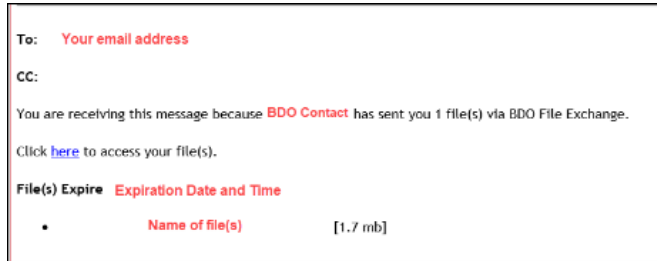 To: Your email address
CC:
You are receiving this message because BDO Contact has sent you 1 file(s) via BDO File Exchange.
Click here to access your file(s).
File(s) Expire Expiration Date and Time
• Name of file(s) [1.7 mb]